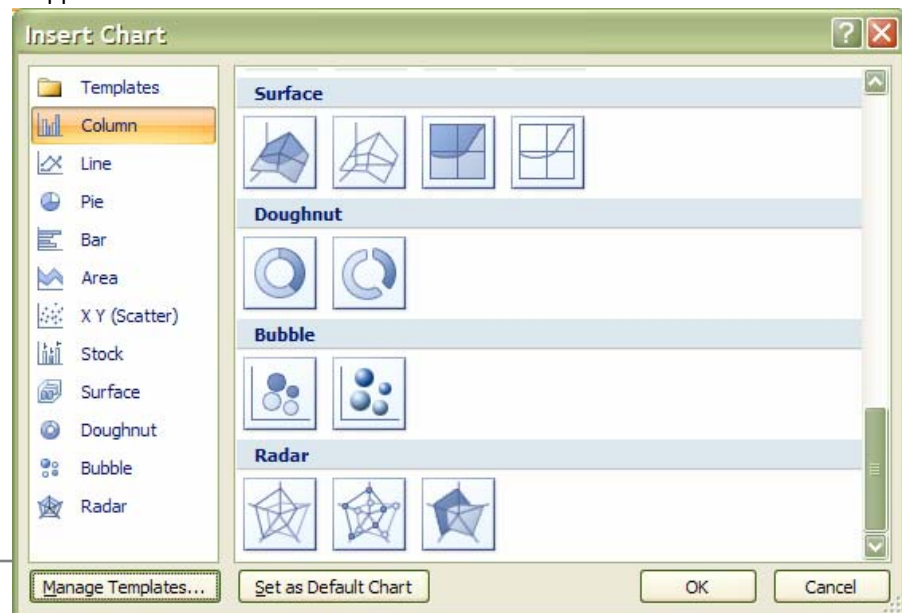 Insert Chart
Templates
Column
Line
Pie
Bar
Area
X Y (Scatter)
Stock
Surface
Doughnut
Bubble
Radar
Surface
Doughnut
Bubble
Radar
Manage Templates...
Set as Default Chart
OK
Cancel